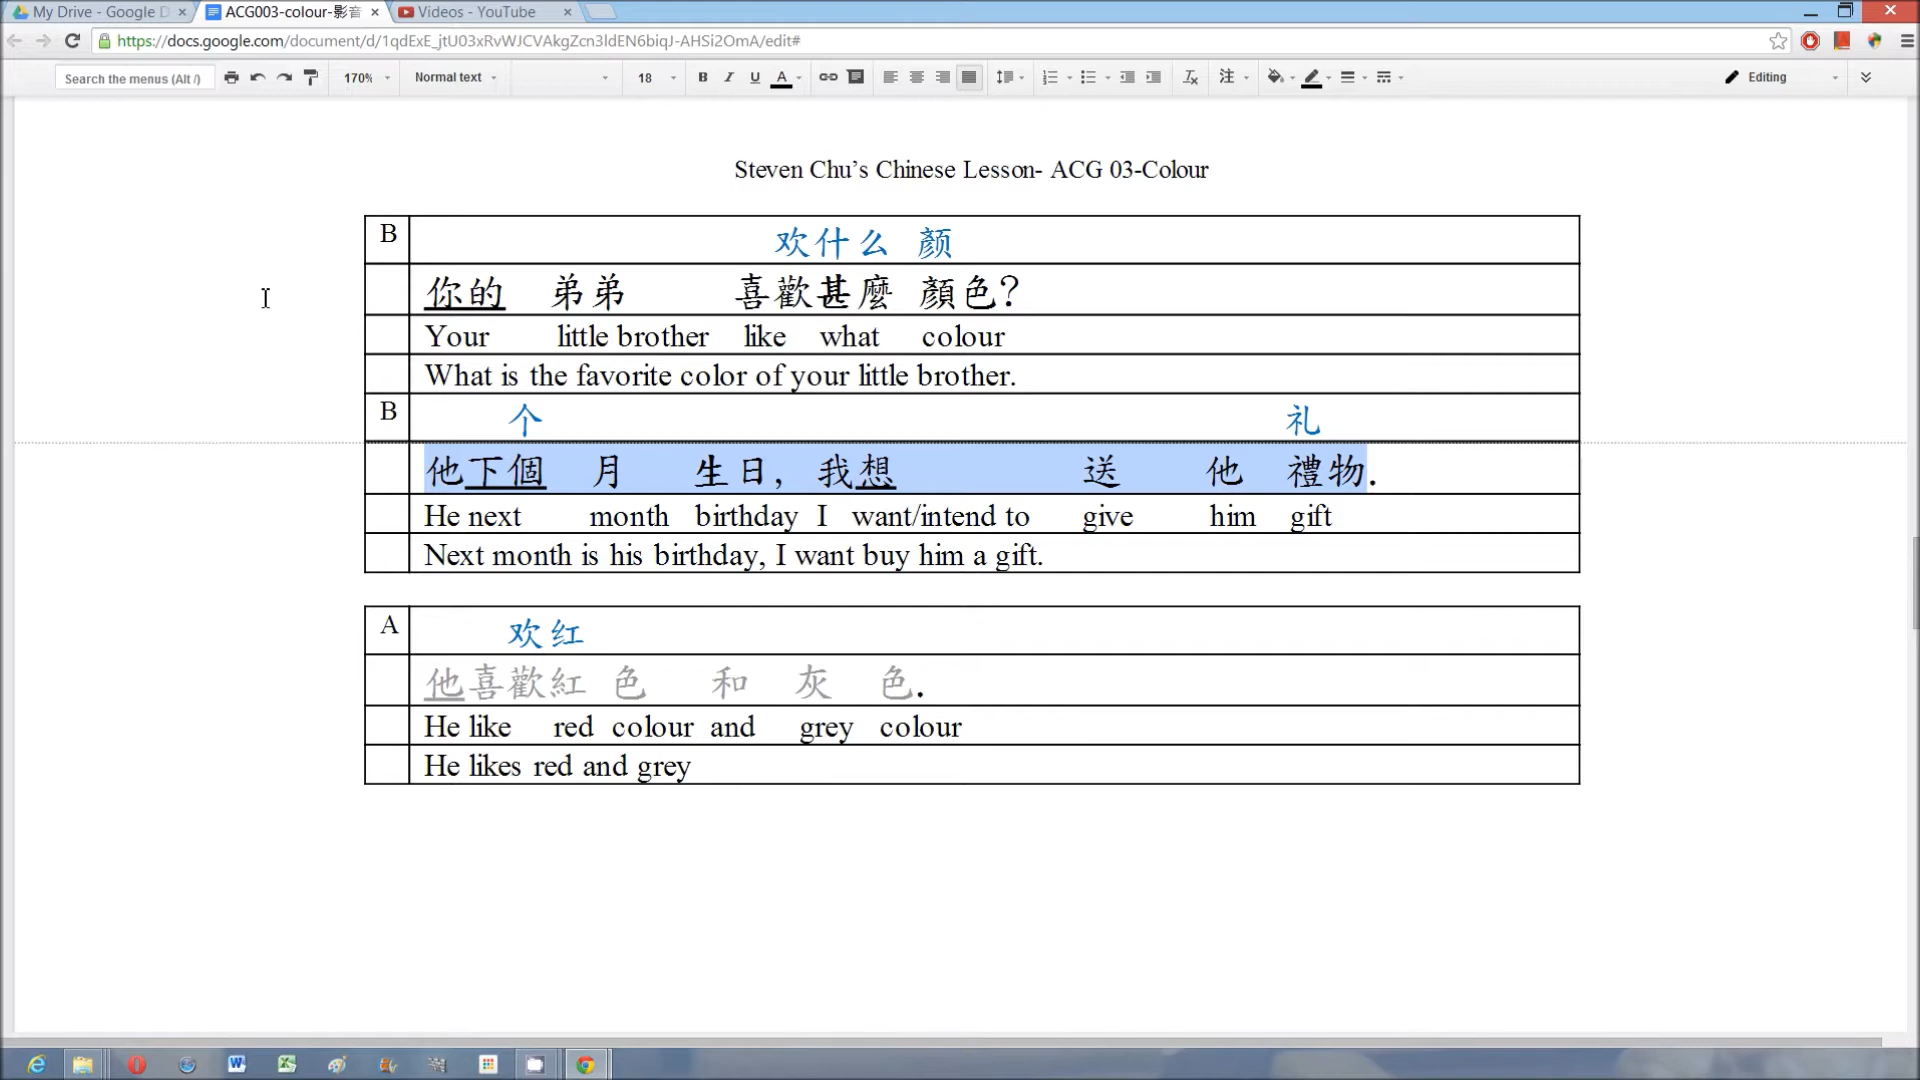 My Drive - Google D
ACG003-colour-影音
Videos - YouTube
https://docs.google.com/document/d/1qdExE_jtU03xRvWJCVAkgZcn3ldEN6biqJ-AHSi2OmA/edit#
Search the menus (Alt /) 170% Normal text 18 B I U A 注 Editing
Steven Chu's Chinese Lesson- ACG 03-Colour
B 欢什么 顏
你的 弟弟 喜歡甚麼 顏色?
Your little brother like what colour
What is the favorite color of your little brother.
B 个 礼
他下個 月 生日, 我想 送 他 禮物.
He next month birthday I want/intend to give him gift
Next month is his birthday, I want buy him a gift.
A 欢红
他喜歡紅 色 和 灰 色.
He like red colour and grey colour
He likes red and grey